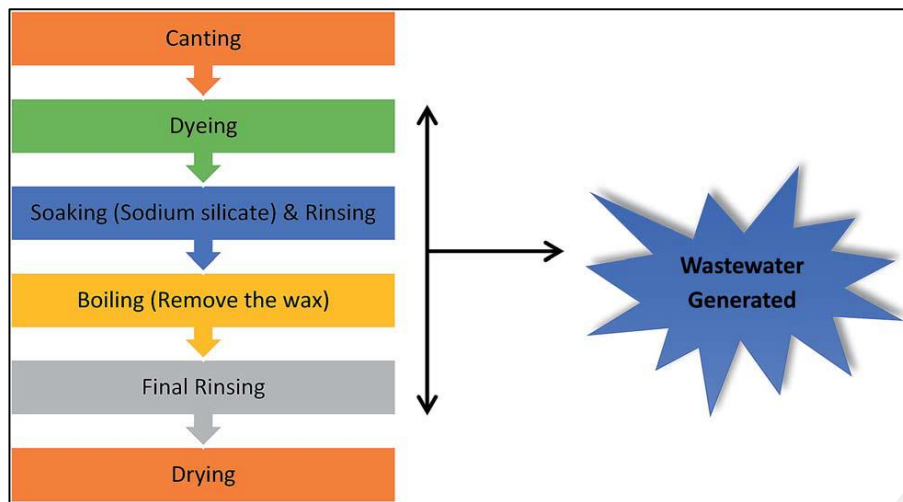 Canting
Dyeing
Soaking (Sodium silicate) & Rinsing
Boiling (Remove the wax)
Final Rinsing
Drying
Wastewater
Generated